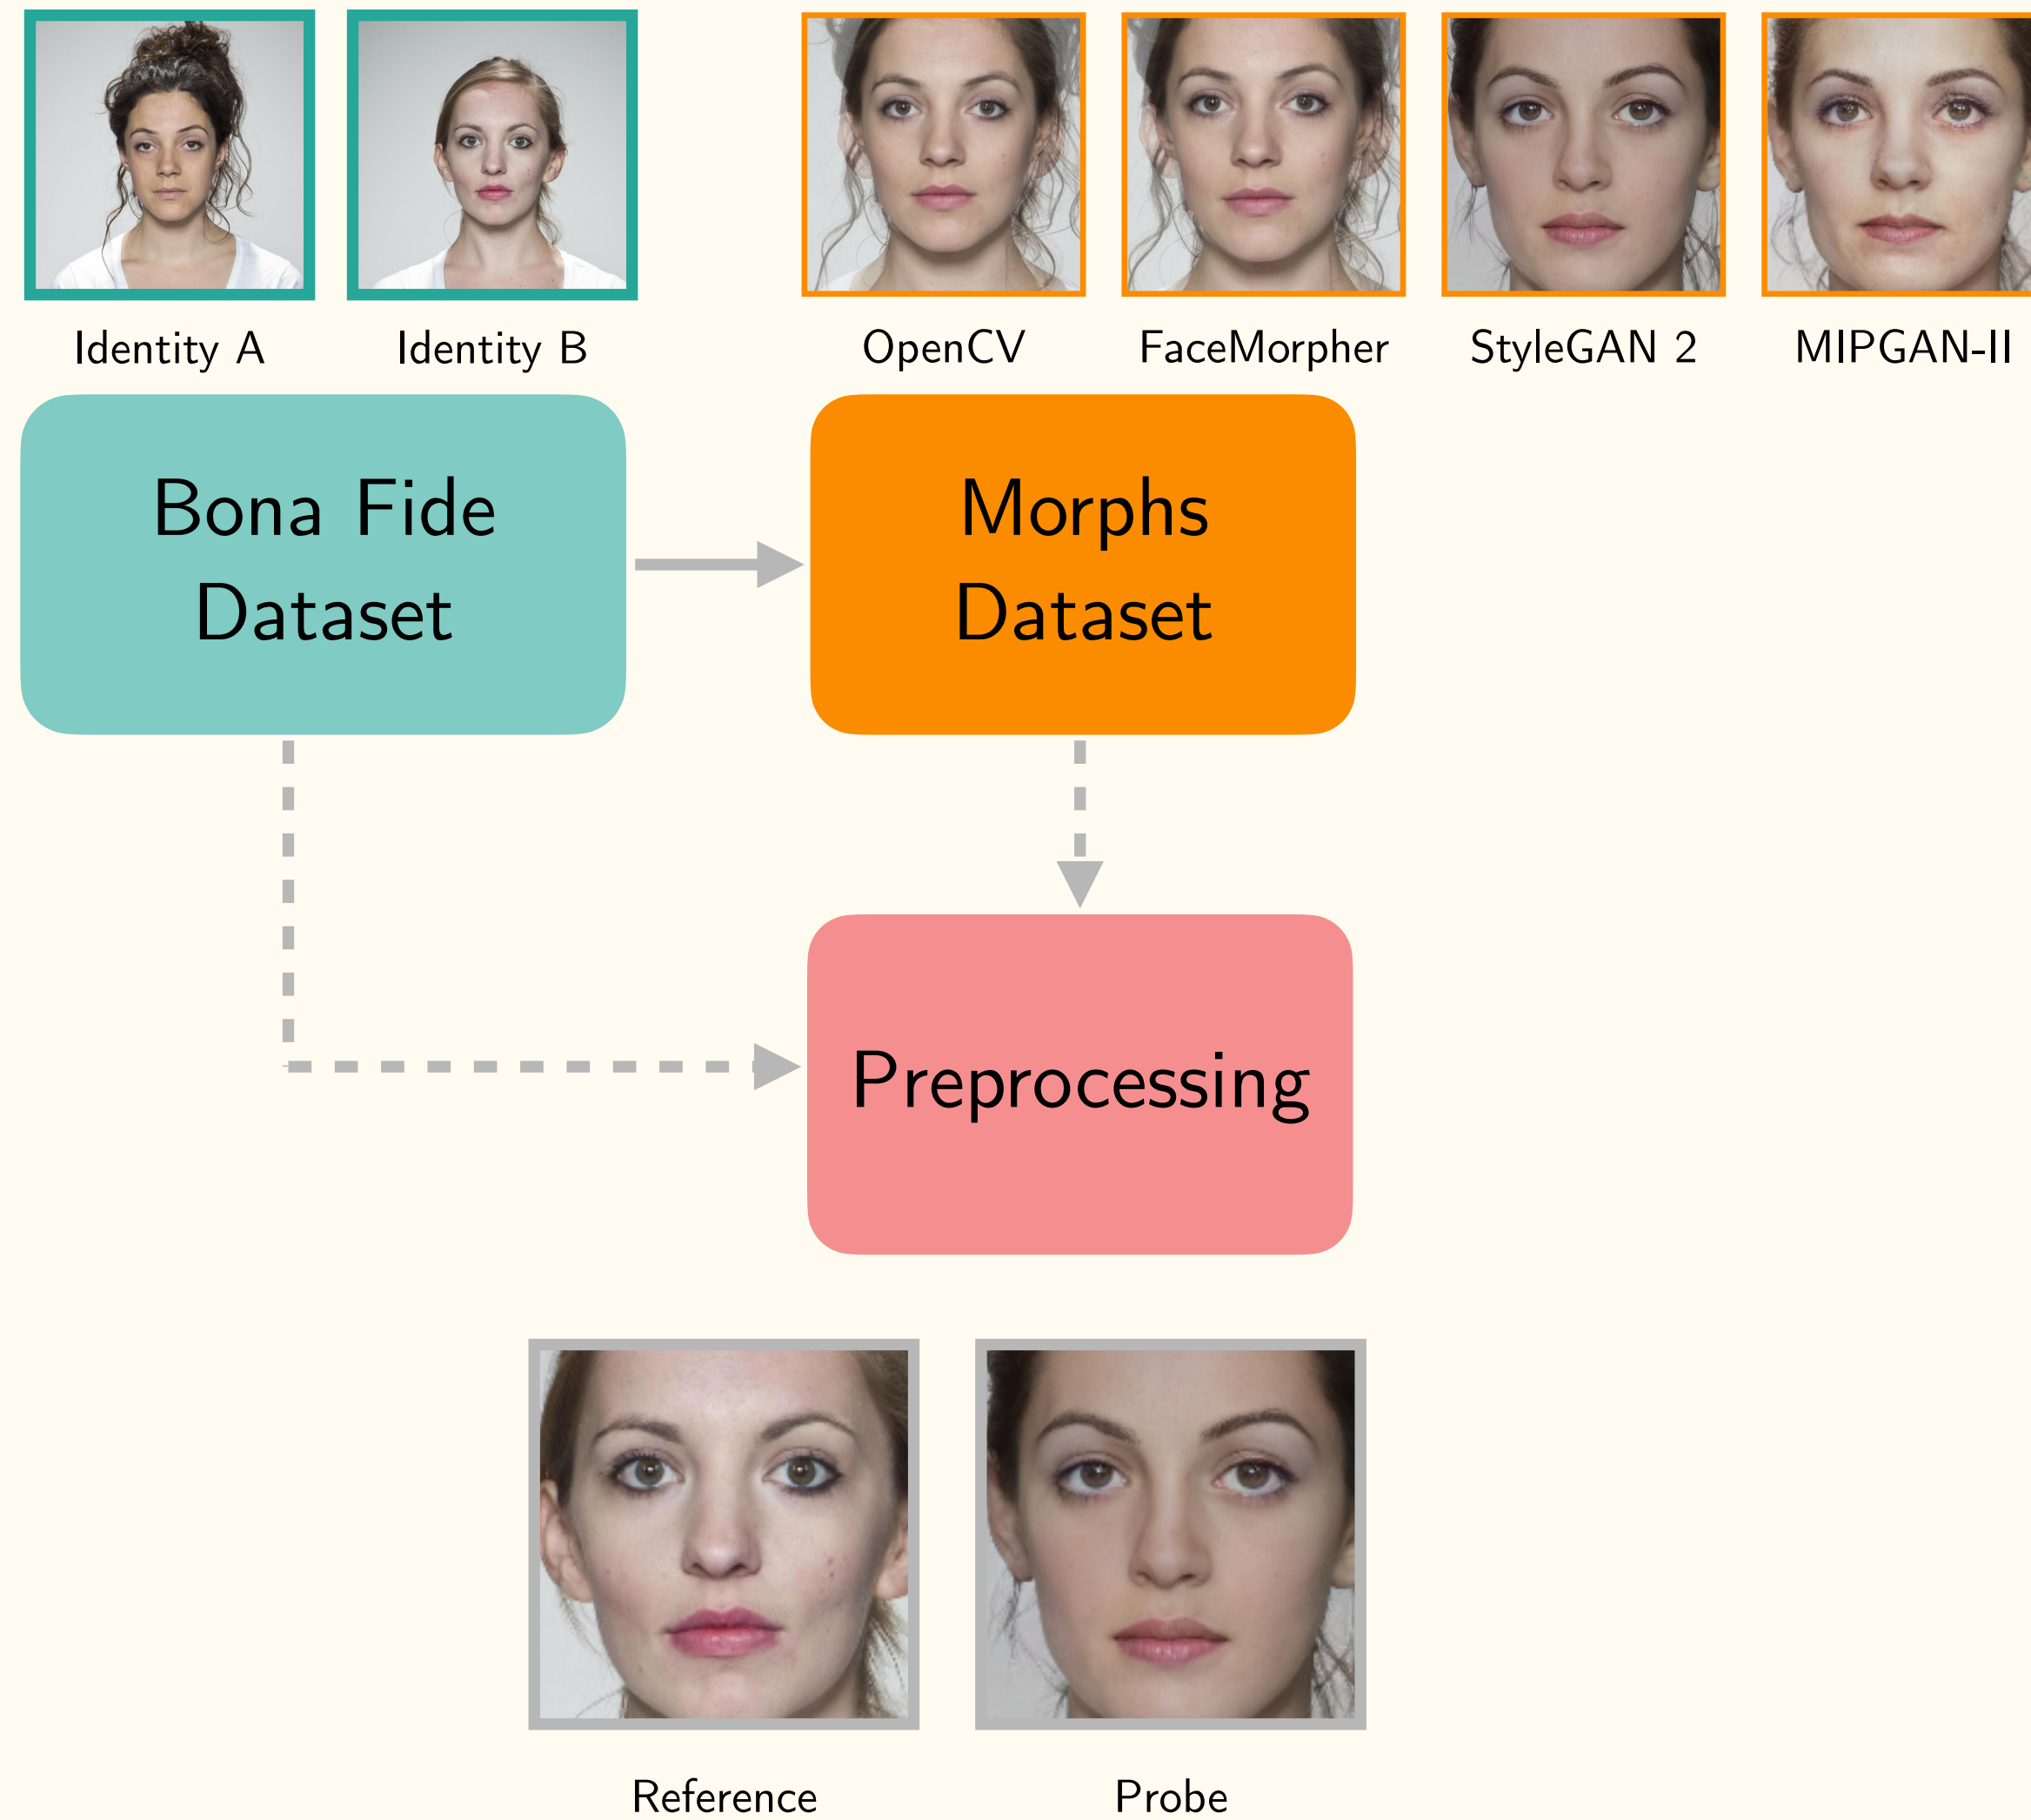 Identity A
Identity B
OpenCV
FaceMorpher
StyleGAN 2
MIPGAN-II
Bona Fide
Dataset
Morphs
Dataset
Preprocessing
Reference
Probe